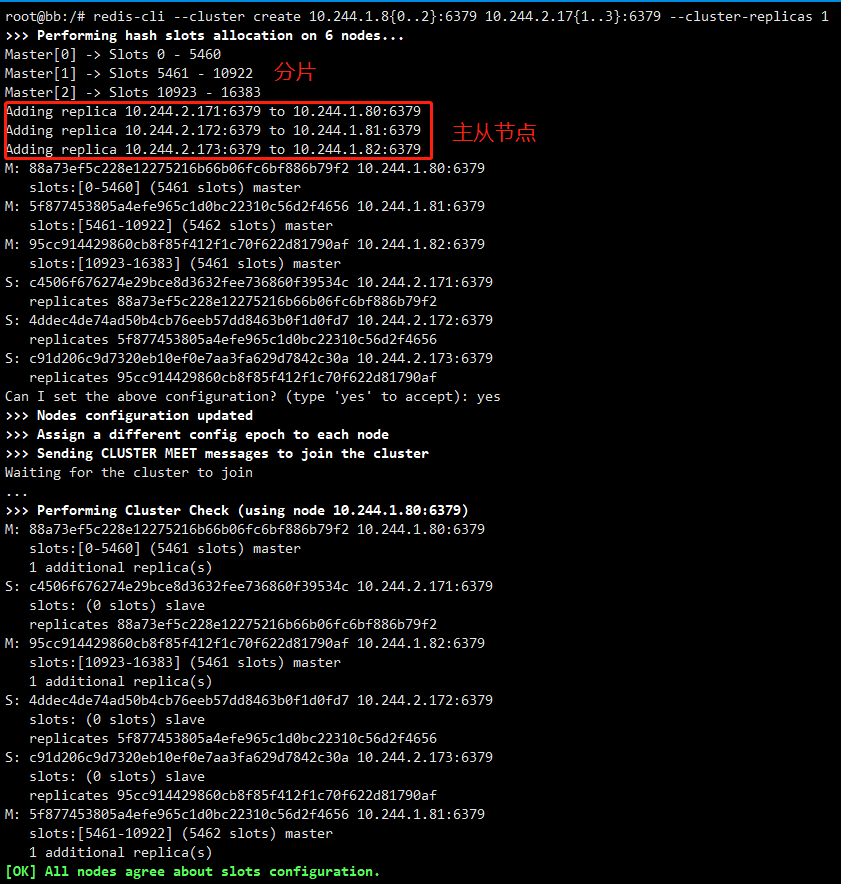 root@bb:/# redis-cli --cluster create 10.244.1.8{0..2}:6379 10.244.2.17{1..3}:6379 --cluster-replicas 1
>>> Performing hash slots allocation on 6 nodes...
Master[0] -> Slots 0 - 5460
Master[1] -> Slots 5461 - 10922
分片
Master[2] -> Slots 10923 - 16383
Adding replica 10.244.2.171:6379 to 10.244.1.80:6379
Adding replica 10.244.2.172:6379 to 10.244.1.81:6379
主从节点
Adding replica 10.244.2.173:6379 to 10.244.1.82:6379
M: 88a73ef5c228e12275216b66b06fc6bf886b79f2 10.244.1.80:6379
slots:[0-5460] (5461 slots) master
M: 5f877453805a4efe965c1d0bc22310c56d2f4656 10.244.1.81:6379
slots:[5461-10922] (5462 slots) master
M: 95cc914429860cb8f85f412f1c70f622d81790af 10.244.1.82:6379
slots:[10923-16383] (5461 slots) master
S: c4506f676274e29bce8d3632fee736860f39534c 10.244.2.171:6379
replicates 88a73ef5c228e12275216b66b06fc6bf886b79f2
S: 4ddec4de74ad50b4cb76eeb57dd8463b0f1d0fd7 10.244.2.172:6379
replicates 5f877453805a4efe965c1d0bc22310c56d2f4656
S: c91d206c9d7320eb10ef0e7aa3fa629d7842c30a 10.244.2.173:6379
replicates 95cc914429860cb8f85f412f1c70f622d81790af
Can I set the above configuration? (type 'yes' to accept): yes
>>> Nodes configuration updated
>>> Assign a different config epoch to each node
>>> Sending CLUSTER MEET messages to join the cluster
Waiting for the cluster to join
...
>>> Performing Cluster Check (using node 10.244.1.80:6379)
M: 88a73ef5c228e12275216b66b06fc6bf886b79f2 10.244.1.80:6379
slots:[0-5460] (5461 slots) master
1 additional replica(s)
S: c4506f676274e29bce8d3632fee736860f39534c 10.244.2.171:6379
slots: (0 slots) slave
replicates 88a73ef5c228e12275216b66b06fc6bf886b79f2
M: 95cc914429860cb8f85f412f1c70f622d81790af 10.244.1.82:6379
slots:[10923-16383] (5461 slots) master
1 additional replica(s)
S: 4ddec4de74ad50b4cb76eeb57dd8463b0f1d0fd7 10.244.2.172:6379
slots: (0 slots) slave
replicates 5f877453805a4efe965c1d0bc22310c56d2f4656
S: c91d206c9d7320eb10ef0e7aa3fa629d7842c30a 10.244.2.173:6379
slots: (0 slots) slave
replicates 95cc914429860cb8f85f412f1c70f622d81790af
M: 5f877453805a4efe965c1d0bc22310c56d2f4656 10.244.1.81:6379
slots:[5461-10922] (5462 slots) master
1 additional replica(s)
[OK] All nodes agree about slots configuration.